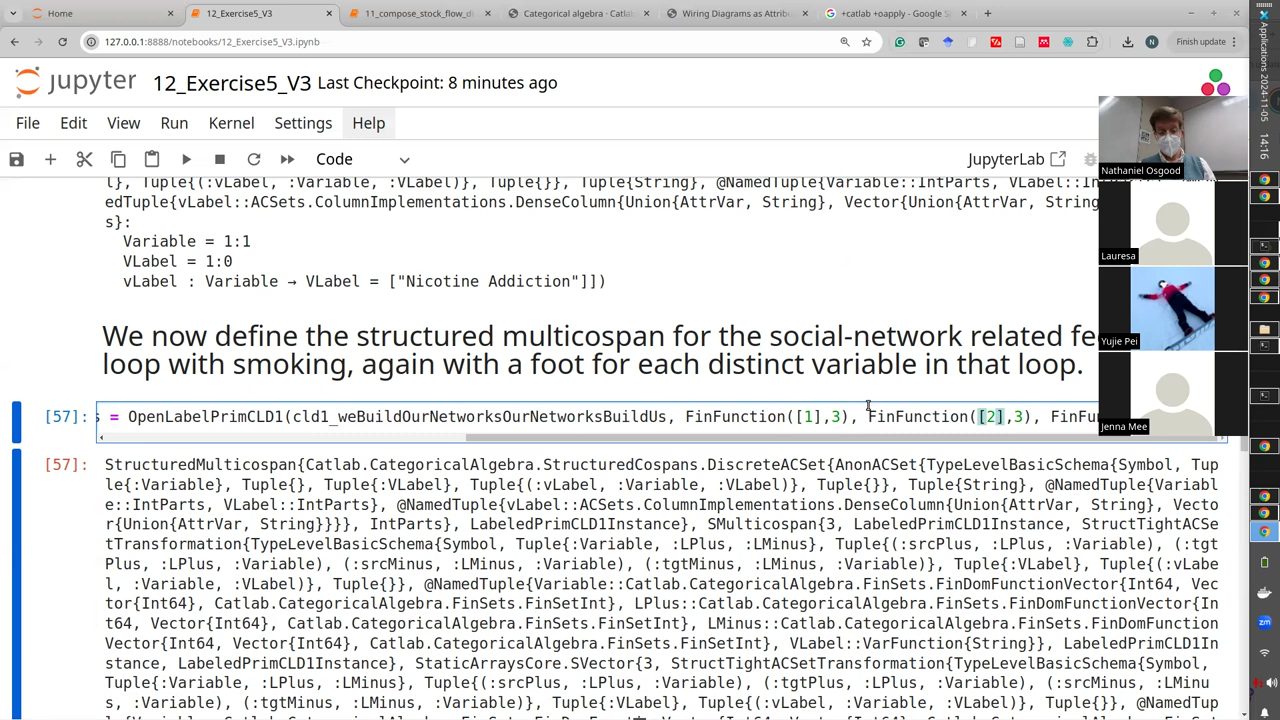 Home
12_Exercise5_V3
11_compose_stock_flow_di
Categorical algebra · Catlab
Wiring Diagrams as Attribu
+catlab +oapply - Google S
127.0.0.1:8888/notebooks/12_Exercise5_V3.ipynb
Finish update
jupyter 12_Exercise5_V3 Last Checkpoint: 8 minutes ago
File Edit View Run Kernel Settings Help
Code
JupyterLab
l}, Tuple{(:vLabel, :Variable, :VLabel)}, Tuple{}}, Tuple{String}, @NamedTuple{Variable::IntParts, VLabel::In
edTuple{vLabel::ACSets.ColumnImplementations.DenseColumn{Union{AttrVar, String}, Vector{Union{AttrVar, String
s}:
Variable = 1:1
VLabel = 1:0
vLabel : Variable → VLabel = ["Nicotine Addiction"]])
We now define the structured multicospan for the social-network related fe
loop with smoking, again with a foot for each distinct variable in that loop.
[57]: s = OpenLabelPrimCLD1(cld1_weBuildOurNetworksOurNetworksBuildUs, FinFunction([1],3), FinFunction([2],3), FinFu
[57]: StructuredMulticospan{Catlab.CategoricalAlgebra.StructuredCospans.DiscreteACSet{AnonACSet{TypeLevelBasicSchema{Symbol, Tup
le{:Variable}, Tuple{}, Tuple{:VLabel}, Tuple{(:vLabel, :Variable, :VLabel)}, Tuple{}}, Tuple{String}, @NamedTuple{Variabl
e::IntParts, VLabel::IntParts}, @NamedTuple{vLabel::ACSets.ColumnImplementations.DenseColumn{Union{AttrVar, String}, Vecto
r{Union{AttrVar, String}}}}, IntParts}, LabeledPrimCLD1Instance}, SMulticospan{3, LabeledPrimCLD1Instance, StructTightACSe
tTransformation{TypeLevelBasicSchema{Symbol, Tuple{:Variable, :LPlus, :LMinus}, Tuple{(:srcPlus, :LPlus, :Variable), (:tgt
Plus, :LPlus, :Variable), (:srcMinus, :LMinus, :Variable), (:tgtMinus, :LMinus, :Variable)}, Tuple{:VLabel}, Tuple{(:vLabe
l, :Variable, :VLabel)}, Tuple{}}, @NamedTuple{Variable::Catlab.CategoricalAlgebra.FinSets.FinDomFunctionVector{Int64, Vec
tor{Int64}, Catlab.CategoricalAlgebra.FinSets.FinSetInt}, LPlus::Catlab.CategoricalAlgebra.FinSets.FinDomFunctionVector{In
t64, Vector{Int64}, Catlab.CategoricalAlgebra.FinSets.FinSetInt}, LMinus::Catlab.CategoricalAlgebra.FinSets.FinDomFunction
Vector{Int64, Vector{Int64}, Catlab.CategoricalAlgebra.FinSets.FinSetInt}, VLabel::VarFunction{String}}, LabeledPrimCLD1In
stance, LabeledPrimCLD1Instance}, StaticArraysCore.SVector{3, StructTightACSetTransformation{TypeLevelBasicSchema{Symbol,
Tuple{:Variable, :LPlus, :LMinus}, Tuple{(:srcPlus, :LPlus, :Variable), (:tgtPlus, :LPlus, :Variable), (:srcMinus, :LMinu
s, :Variable), (:tgtMinus, :LMinus, :Variable)}, Tuple{:VLabel}, Tuple{(:vLabel, :Variable, :VLabel)}, Tuple{}}, @NamedTup
Nathaniel Osgood
Lauresa
Yujie Pei
Jenna Mee
Applications 2024-11-05 14:16
zm